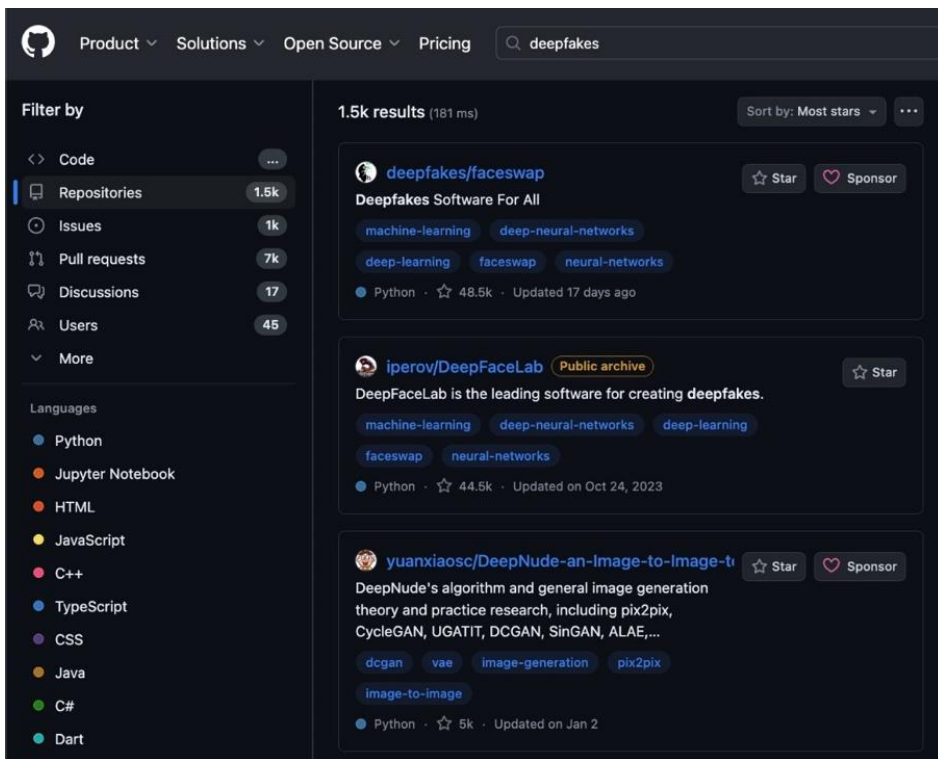 Product Solutions Open Source Pricing deepfakes
Filter by
Code ...
Repositories 1.5k
Issues 1k
Pull requests 7k
Discussions 17
Users 45
More
Languages
Python
Jupyter Notebook
HTML
JavaScript
C++
TypeScript
CSS
Java
C#
Dart
1.5k results (181 ms) Sort by: Most stars ...
deepfakes/faceswap Star Sponsor
Deepfakes Software For All
machine-learning deep-neural-networks
deep-learning faceswap neural-networks
Python · 48.5k · Updated 17 days ago
iperov/DeepFaceLab Public archive Star
DeepFaceLab is the leading software for creating deepfakes.
machine-learning deep-neural-networks deep-learning
faceswap neural-networks
Python · 44.5k · Updated on Oct 24, 2023
yuanxiaosc/DeepNude-an-Image-to-Image-t Star Sponsor
DeepNude's algorithm and general image generation
theory and practice research, including pix2pix,
CycleGAN, UGATIT, DCGAN, SinGAN, ALAE,...
dcgan vae image-generation pix2pix
image-to-image
Python · 5k · Updated on Jan 2